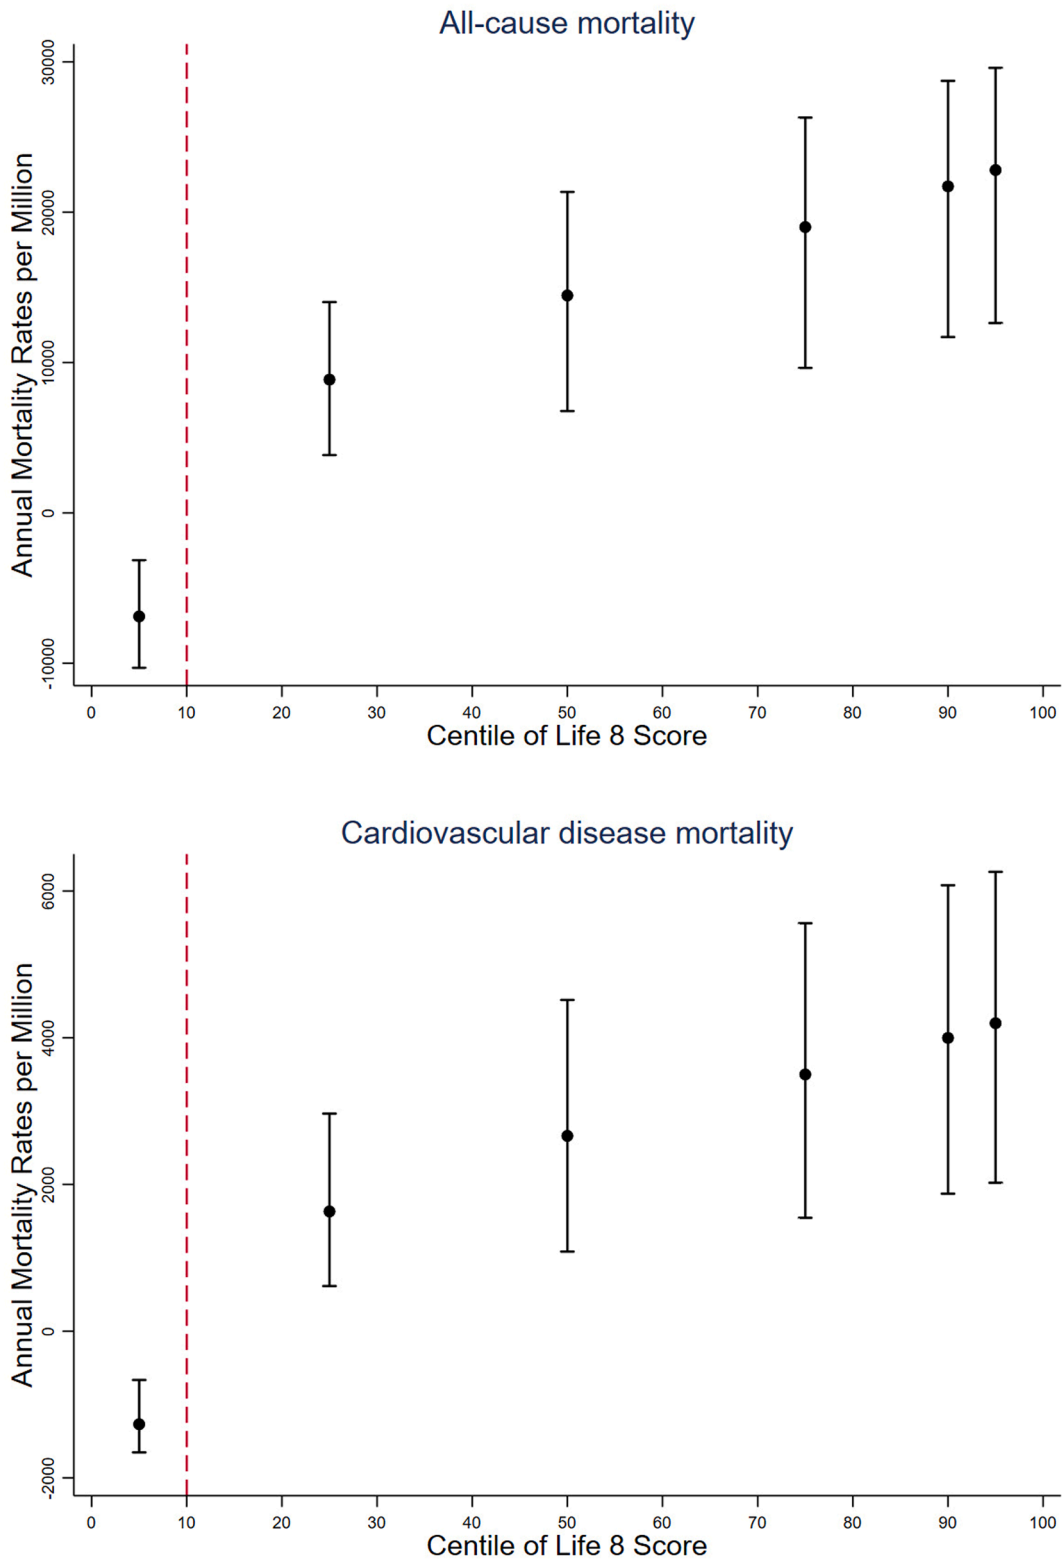 All-cause mortality
Annual Mortality Rates per Million
30000
20000
10000
0
-10000
0 10 20 30 40 50 60 70 80 90 100
Centile of Life 8 Score
Cardiovascular disease mortality
Annual Mortality Rates per Million
6000
4000
2000
0
-2000
0 10 20 30 40 50 60 70 80 90 100
Centile of Life 8 Score